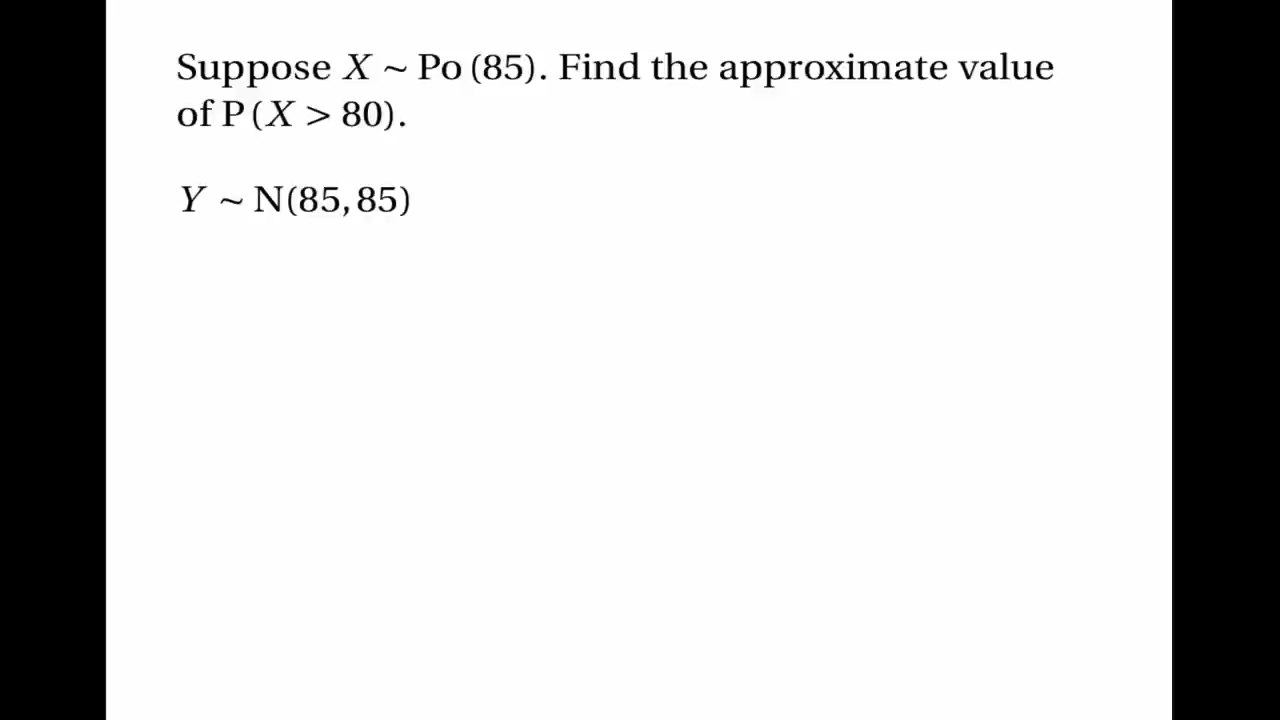 Suppose X ~ Po (85). Find the approximate value
of P (X > 80).
Y ~ N(85, 85)